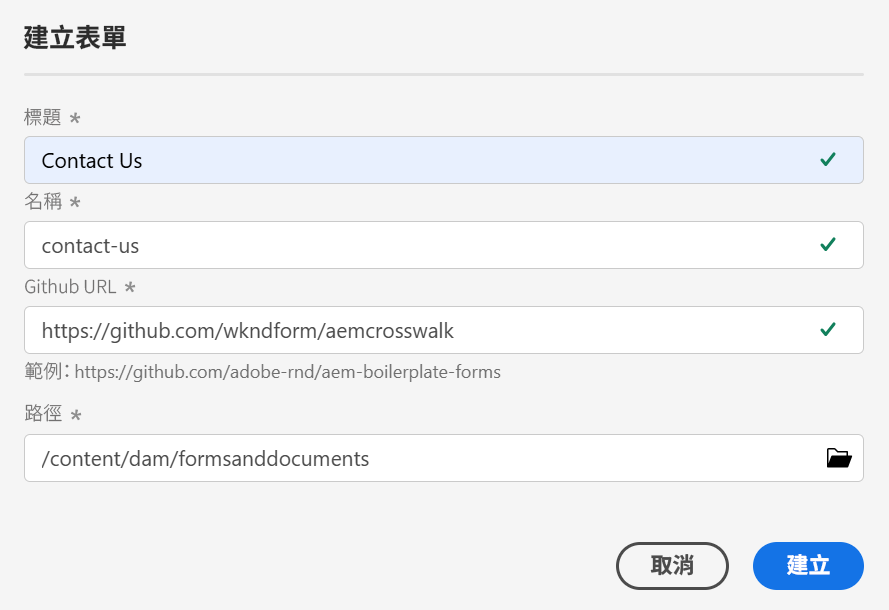 建立表單
標題 *
Contact Us
名稱 *
contact-us
Github URL *
https://github.com/wkndform/aemcrosswalk
範例：https://github.com/adobe-rnd/aem-boilerplate-forms
路徑 *
/content/dam/formsanddocuments
取消 建立